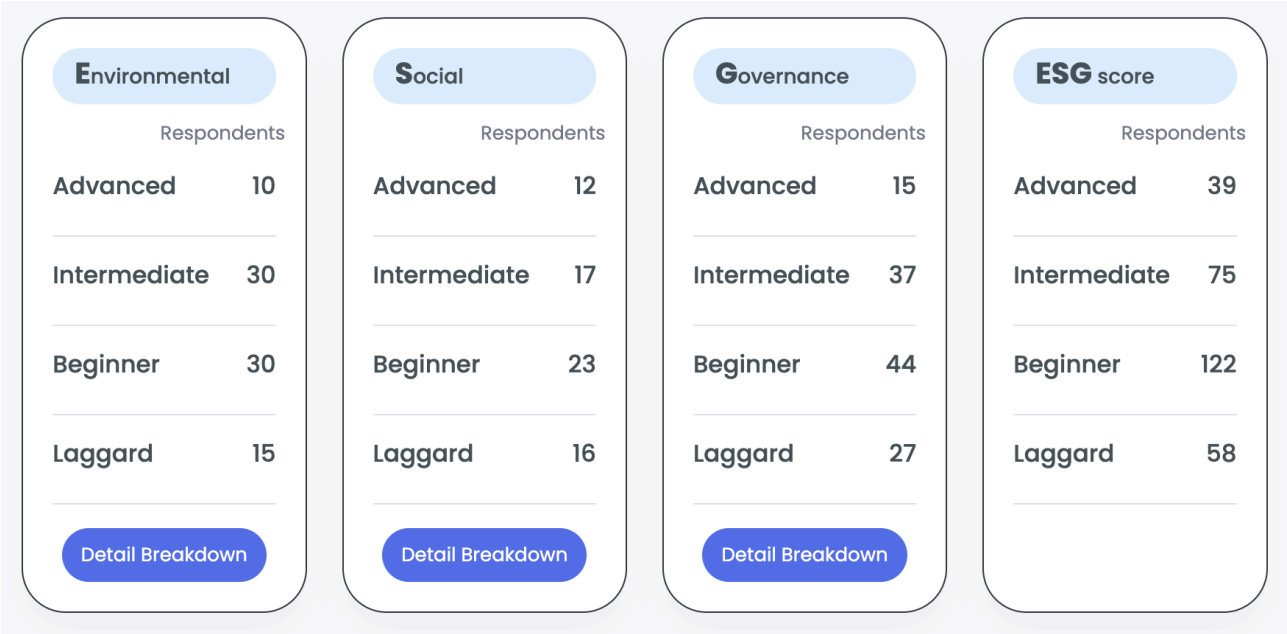 Environmental
Respondents
Advanced 10
Intermediate 30
Beginner 30
Laggard 15
Detail Breakdown
Social
Respondents
Advanced 12
Intermediate 17
Beginner 23
Laggard 16
Detail Breakdown
Governance
Respondents
Advanced 15
Intermediate 37
Beginner 44
Laggard 27
Detail Breakdown
ESG score
Respondents
Advanced 39
Intermediate 75
Beginner 122
Laggard 58